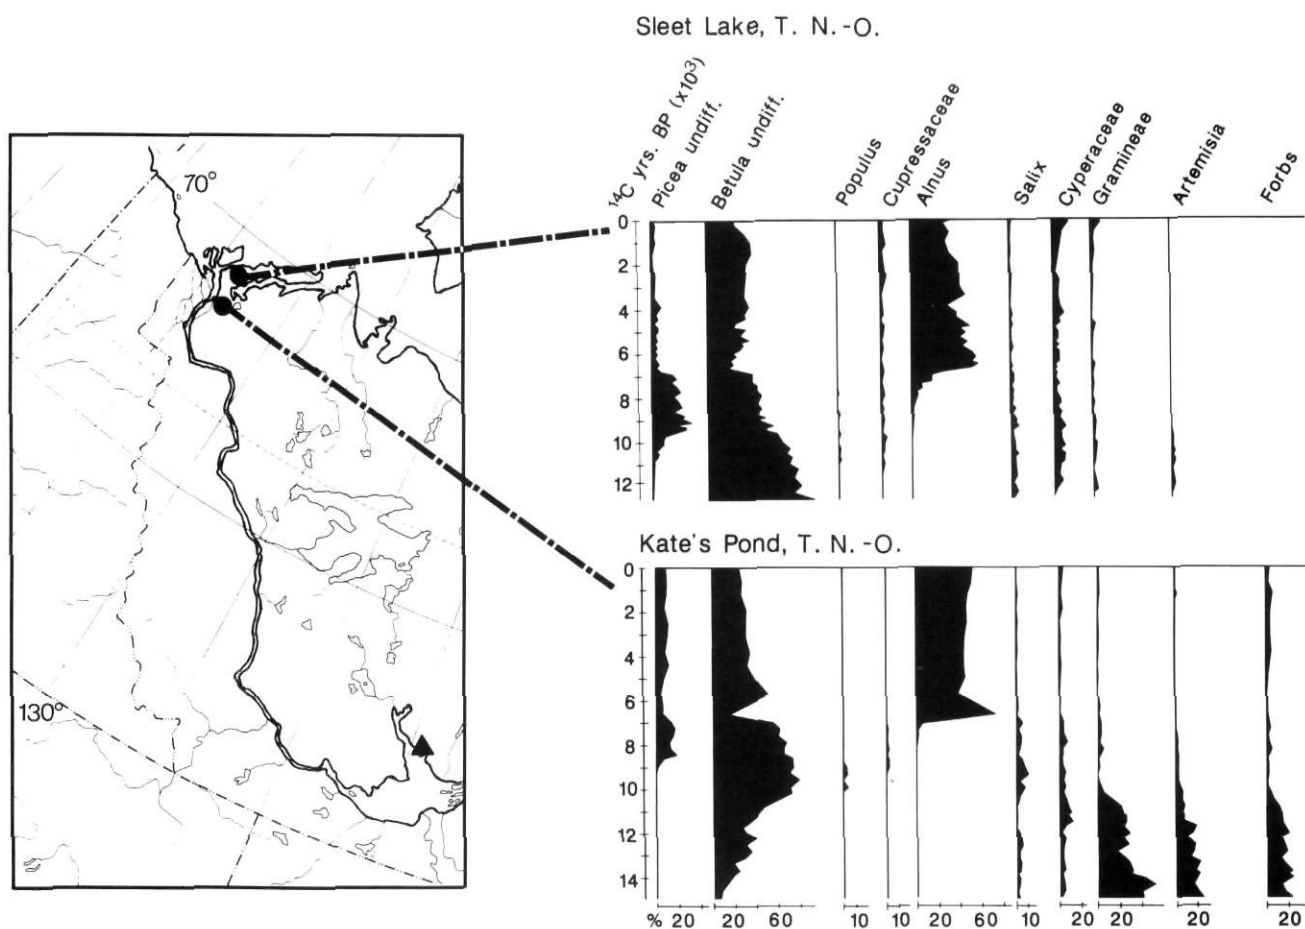 Sleet Lake, T. N.-O.
14C yrs. BP (x10³)
Picea undiff.
Betula undiff.
Populus
Cupressaceae
Alnus
Salix
Cyperaceae
Gramineae
Artemisia
Forbs
0
2
4
6
8
10
12
70°
130°
Kate's Pond, T. N.-O.
0
2
4
6
8
10
12
14
% 20 20 60 10 10 20 60 10 20 20 20 20